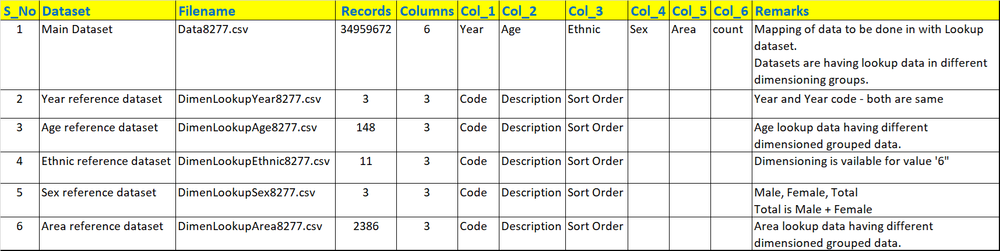 S_No Dataset Filename Records Columns Col_1 Col_2 Col_3 Col_4 Col_5 Col_6 Remarks
1 Main Dataset Data8277.csv 34959672 6 Year Age Ethnic Sex Area count Mapping of data to be done in with Lookup
dataset.
Datasets are having lookup data in different
dimensioning groups.
2 Year reference dataset DimenLookupYear8277.csv 3 3 Code Description Sort Order Year and Year code - both are same
3 Age reference dataset DimenLookupAge8277.csv 148 3 Code Description Sort Order Age lookup data having different
dimensioned grouped data.
4 Ethnic reference dataset DimenLookupEthnic8277.csv 11 3 Code Description Sort Order Dimensioning is vailable for value '6"
5 Sex reference dataset DimenLookupSex8277.csv 3 3 Code Description Sort Order Male, Female, Total
Total is Male + Female
6 Area reference dataset DimenLookupArea8277.csv 2386 3 Code Description Sort Order Area lookup data having different
dimensioned grouped data.